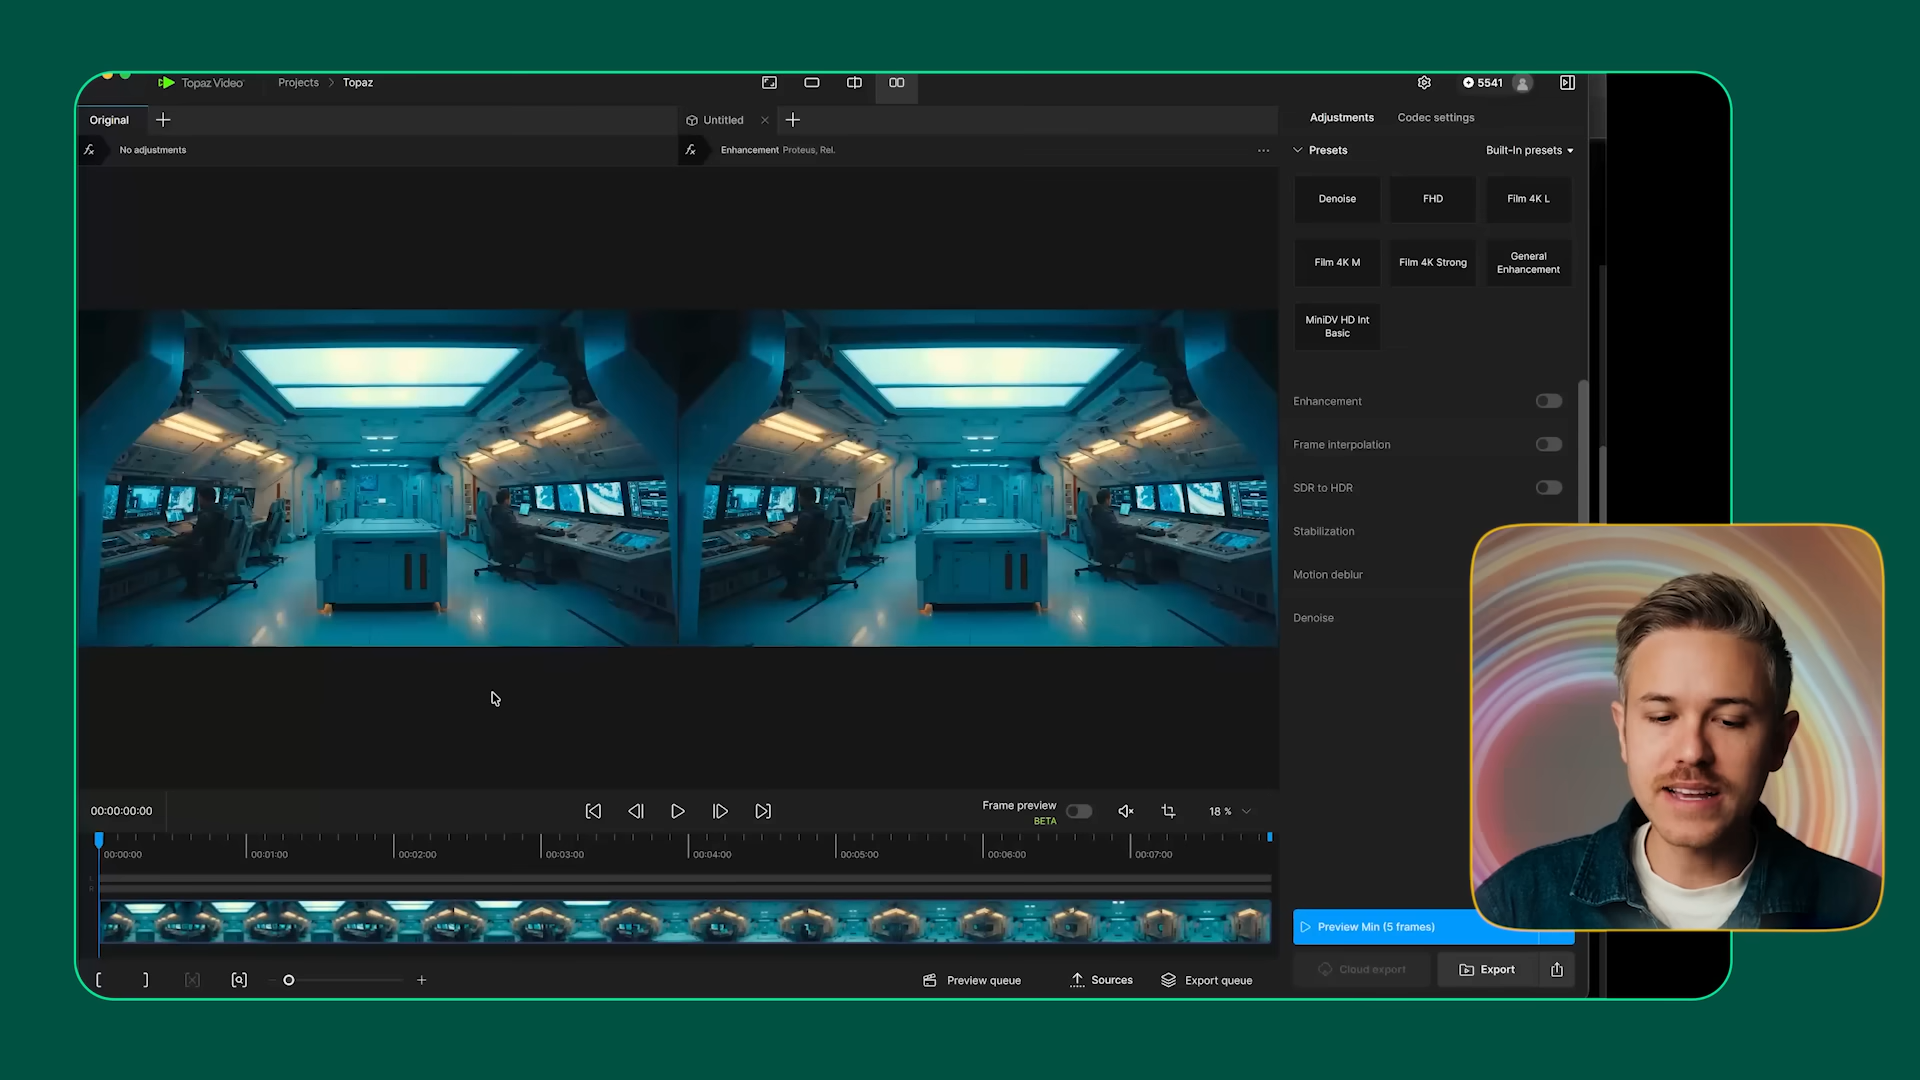 Topaz Video
Projects > Topaz
5541
Original
Untitled
Adjustments
Codec settings
No adjustments
Enhancement Proteus, Rel.
Presets
Built-In presets
Denoise
FHD
Film 4K L
Film 4K M
Film 4K Strong
General
Enhancement
MiniDV HD Int
Basic
Enhancement
Frame interpolation
SDR to HDR
Stabilization
Motion deblur
Denoise
00:00:00:00
Frame preview
BETA
18 %
00:00:00
00:01:00
00:02:00
00:03:00
00:04:00
00:05:00
00:06:00
00:07:00
L
R
Preview Min (5 frames)
Cloud export
Export
Preview queue
Sources
Export queue